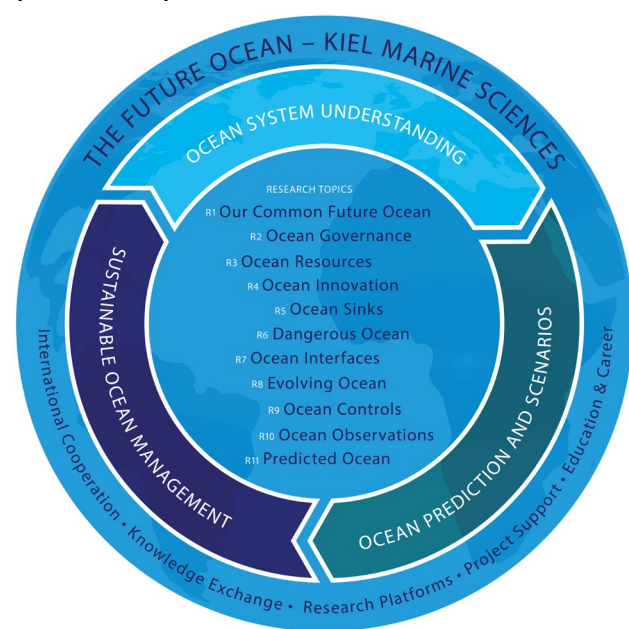 THE FUTURE OCEAN – KIEL MARINE SCIENCES
OCEAN SYSTEM UNDERSTANDING
RESEARCH TOPICS
R1 Our Common Future Ocean
R2 Ocean Governance
R3 Ocean Resources
R4 Ocean Innovation
R5 Ocean Sinks
R6 Dangerous Ocean
R7 Ocean Interfaces
R8 Evolving Ocean
R9 Ocean Controls
R10 Ocean Observations
R11 Predicted Ocean
OCEAN PREDICTION AND SCENARIOS
SUSTAINABLE OCEAN MANAGEMENT
International Cooperation • Knowledge Exchange • Research Platforms • Project Support • Education & Career